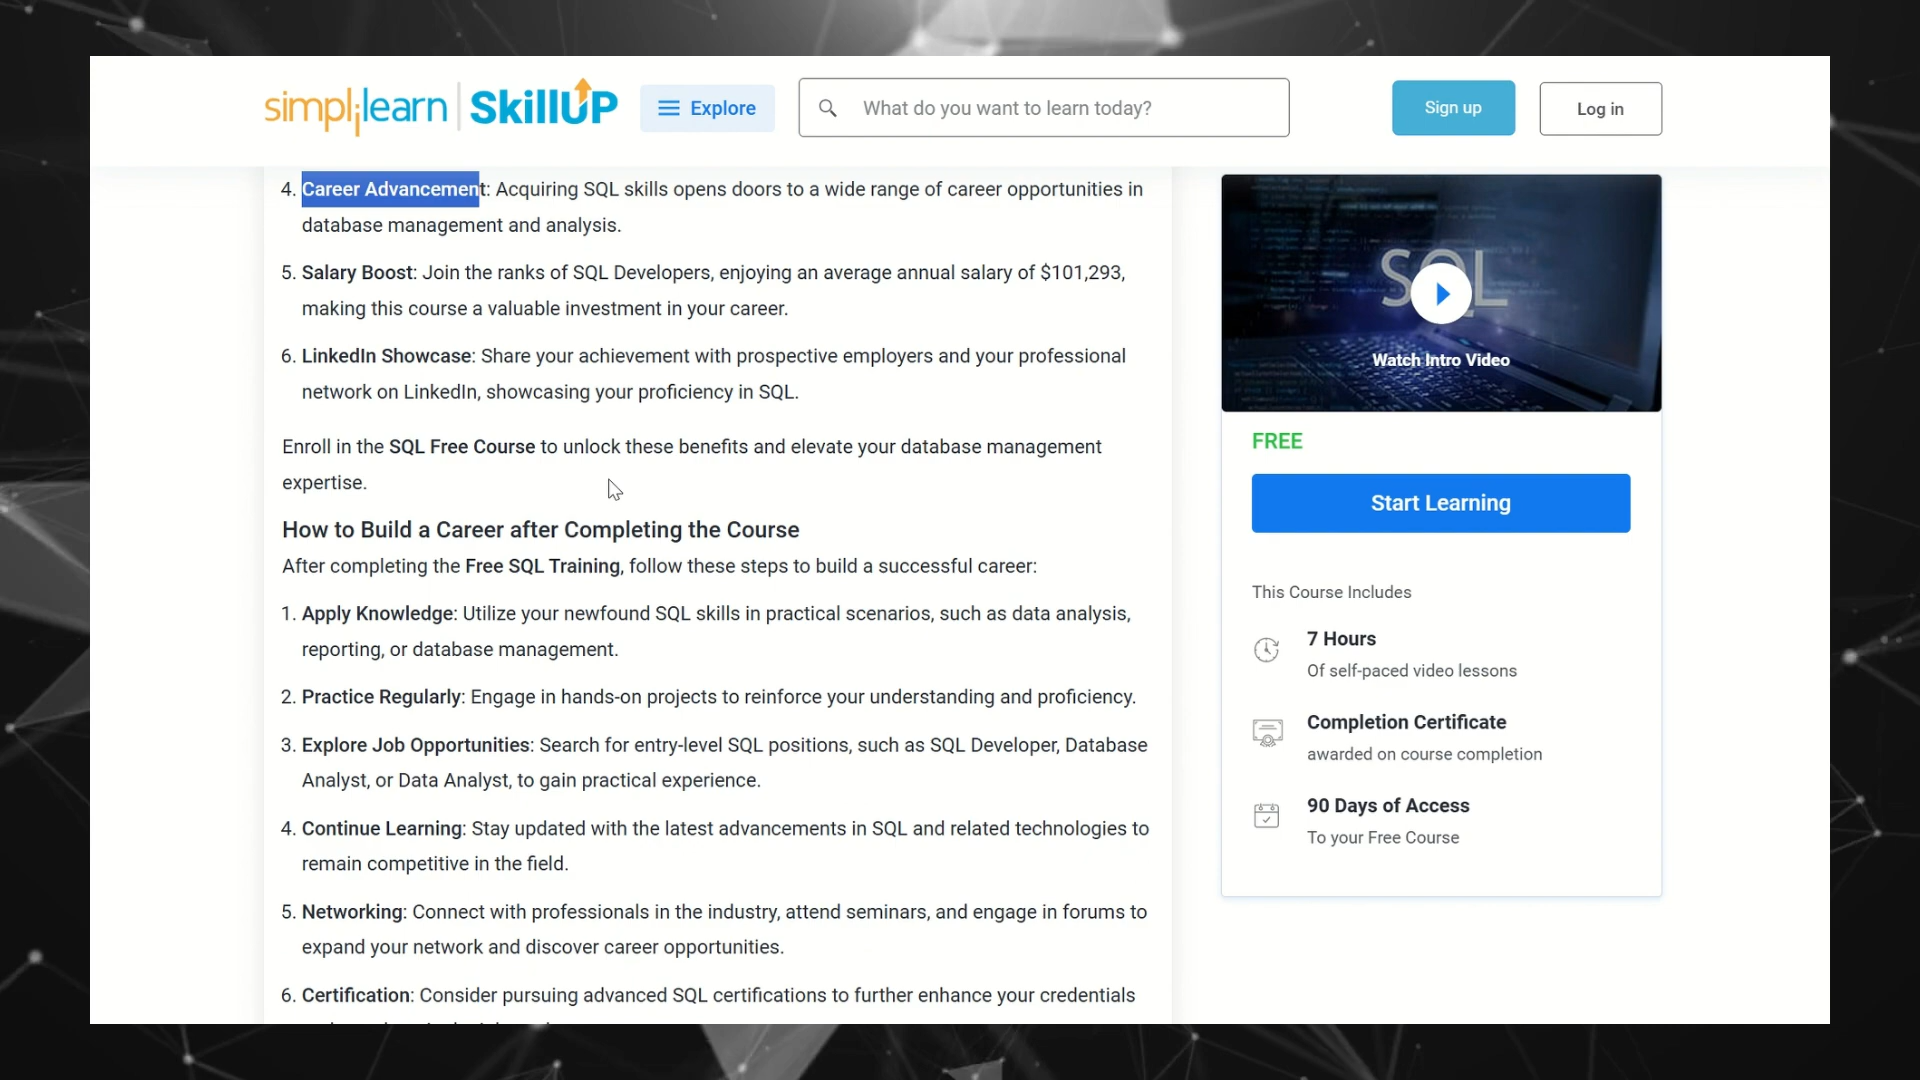 simplilearn | SkillUP
Explore
What do you want to learn today?
Sign up
Log in
4. Career Advancement: Acquiring SQL skills opens doors to a wide range of career opportunities in
database management and analysis.
5. Salary Boost: Join the ranks of SQL Developers, enjoying an average annual salary of $101,293,
making this course a valuable investment in your career.
6. LinkedIn Showcase: Share your achievement with prospective employers and your professional
network on LinkedIn, showcasing your proficiency in SQL.
Enroll in the SQL Free Course to unlock these benefits and elevate your database management
expertise.
How to Build a Career after Completing the Course
After completing the Free SQL Training, follow these steps to build a successful career:
1. Apply Knowledge: Utilize your newfound SQL skills in practical scenarios, such as data analysis,
reporting, or database management.
2. Practice Regularly: Engage in hands-on projects to reinforce your understanding and proficiency.
3. Explore Job Opportunities: Search for entry-level SQL positions, such as SQL Developer, Database
Analyst, or Data Analyst, to gain practical experience.
4. Continue Learning: Stay updated with the latest advancements in SQL and related technologies to
remain competitive in the field.
5. Networking: Connect with professionals in the industry, attend seminars, and engage in forums to
expand your network and discover career opportunities.
6. Certification: Consider pursuing advanced SQL certifications to further enhance your credentials
SQL
Watch Intro Video
FREE
Start Learning
This Course Includes
7 Hours
Of self-paced video lessons
Completion Certificate
awarded on course completion
90 Days of Access
To your Free Course